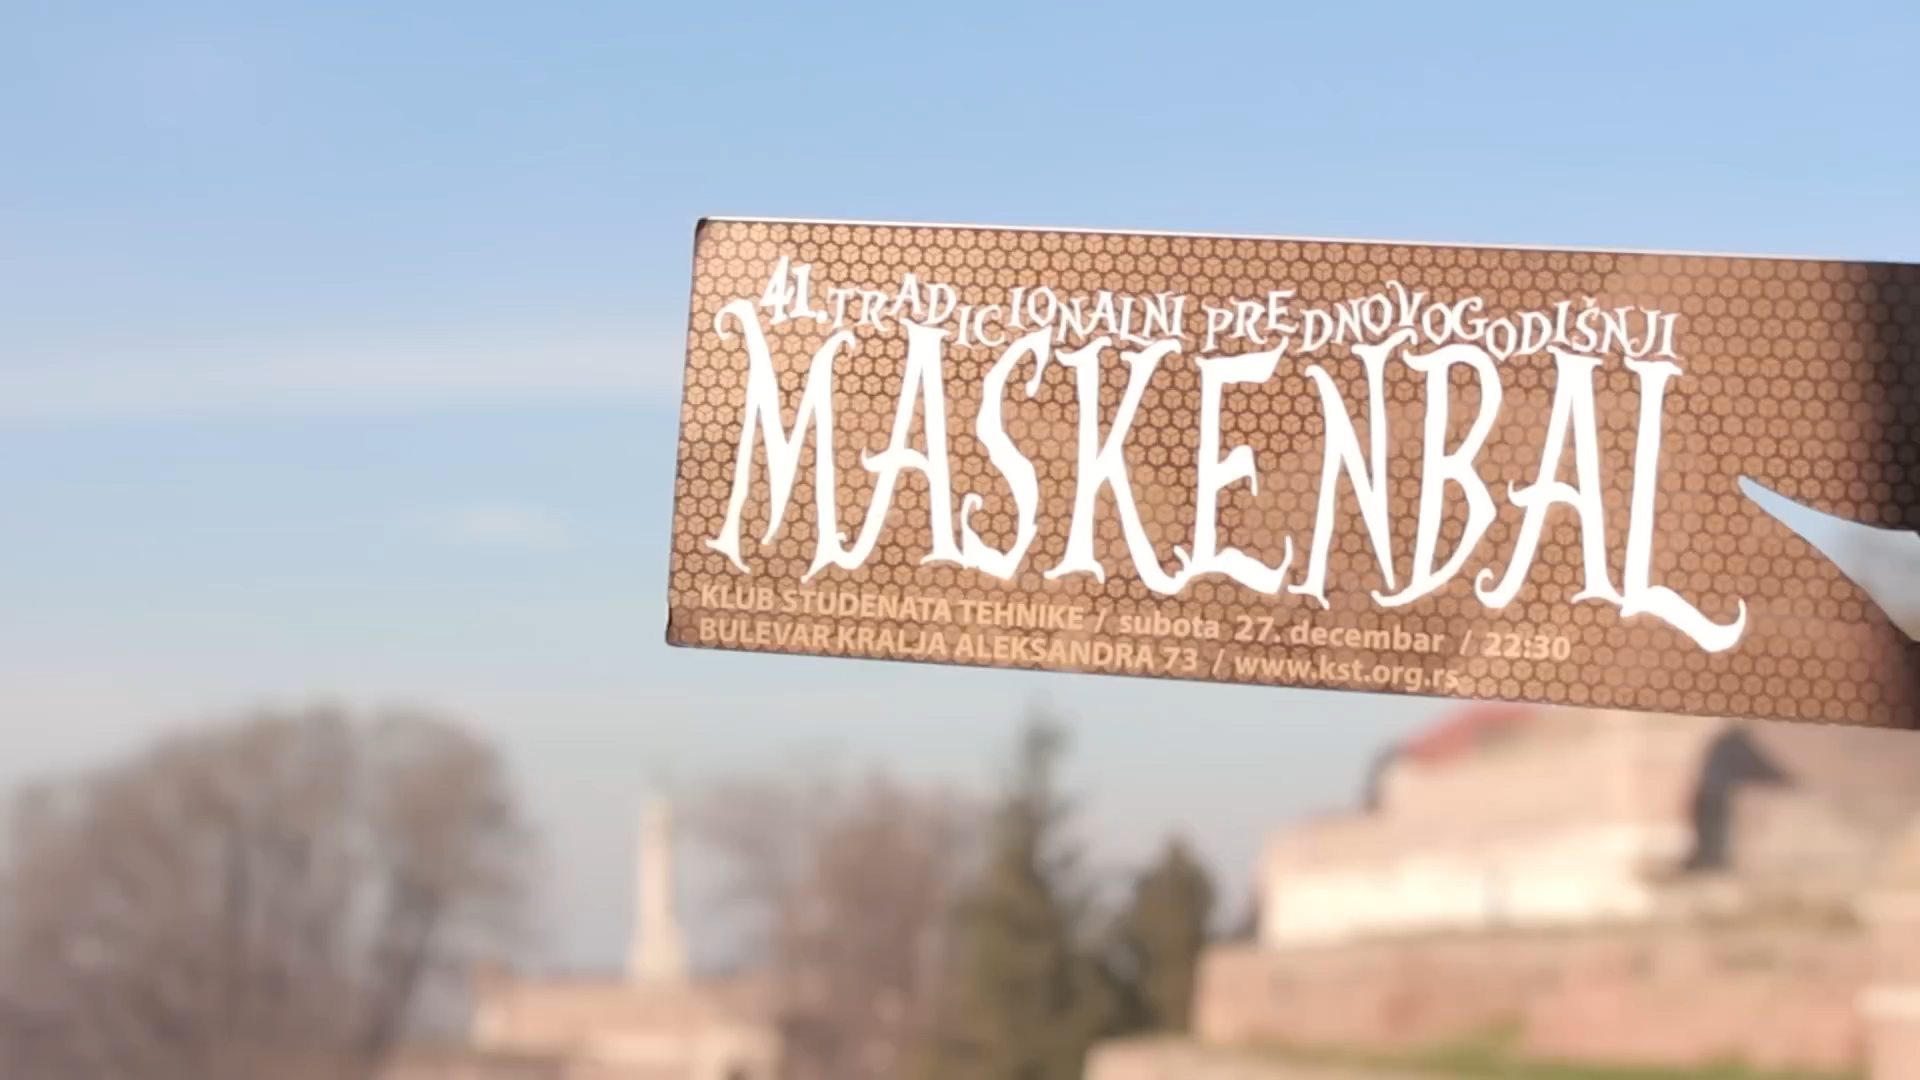 41. TRADICIONALNI PREDNOVOGODIŠNJI
MASKENBAL
KLUB STUDENATA TEHNIKE / subota 27. decembar / 22:30
BULEVAR KRALJA ALEKSANDRA 73 / www.kst.org.rs